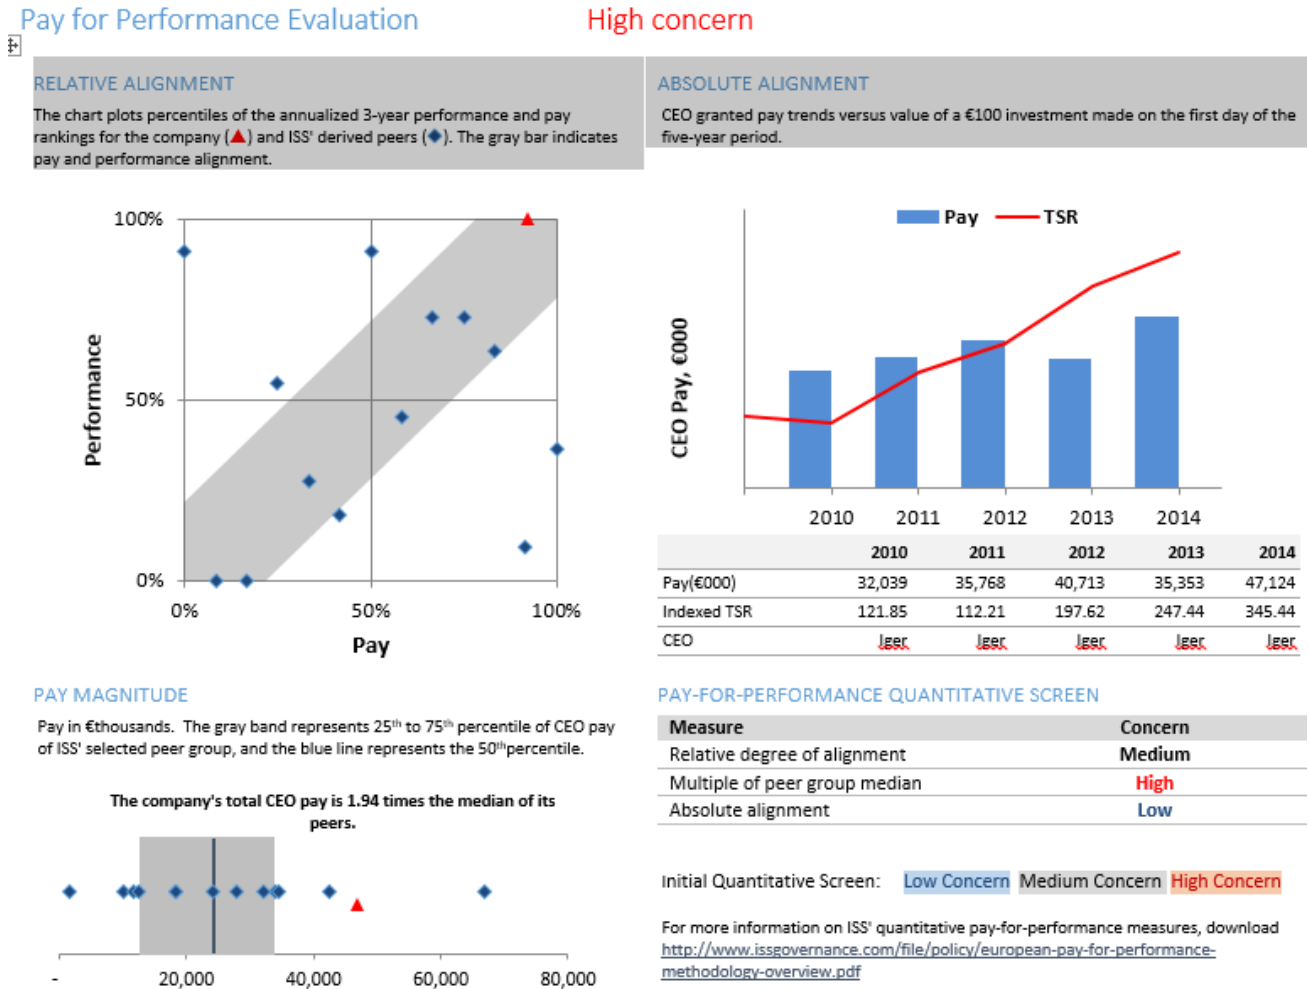 Pay for Performance Evaluation
High concern
RELATIVE ALIGNMENT
The chart plots percentiles of the annualized 3-year performance and pay
rankings for the company (▲) and ISS' derived peers (◆). The gray bar indicates
pay and performance alignment.
ABSOLUTE ALIGNMENT
CEO granted pay trends versus value of a €100 investment made on the first day of the
five-year period.
100%
50%
0%
Performance
0% 50% 100%
Pay
Pay TSR
CEO Pay, €000
2010 2011 2012 2013 2014
2010 2011 2012 2013 2014
Pay(€000) 32,039 35,768 40,713 35,353 47,124
Indexed TSR 121.85 112.21 197.62 247.44 345.44
CEO Iger Iger Iger Iger Iger
PAY MAGNITUDE
Pay in €thousands. The gray band represents 25th to 75th percentile of CEO pay
of ISS' selected peer group, and the blue line represents the 50thpercentile.
The company's total CEO pay is 1.94 times the median of its
peers.
- 20,000 40,000 60,000 80,000
PAY-FOR-PERFORMANCE QUANTITATIVE SCREEN
Measure Concern
Relative degree of alignment Medium
Multiple of peer group median High
Absolute alignment Low
Initial Quantitative Screen: Low Concern Medium Concern High Concern
For more information on ISS' quantitative pay-for-performance measures, download
http://www.issgovernance.com/file/policy/european-pay-for-performance-
methodology-overview.pdf